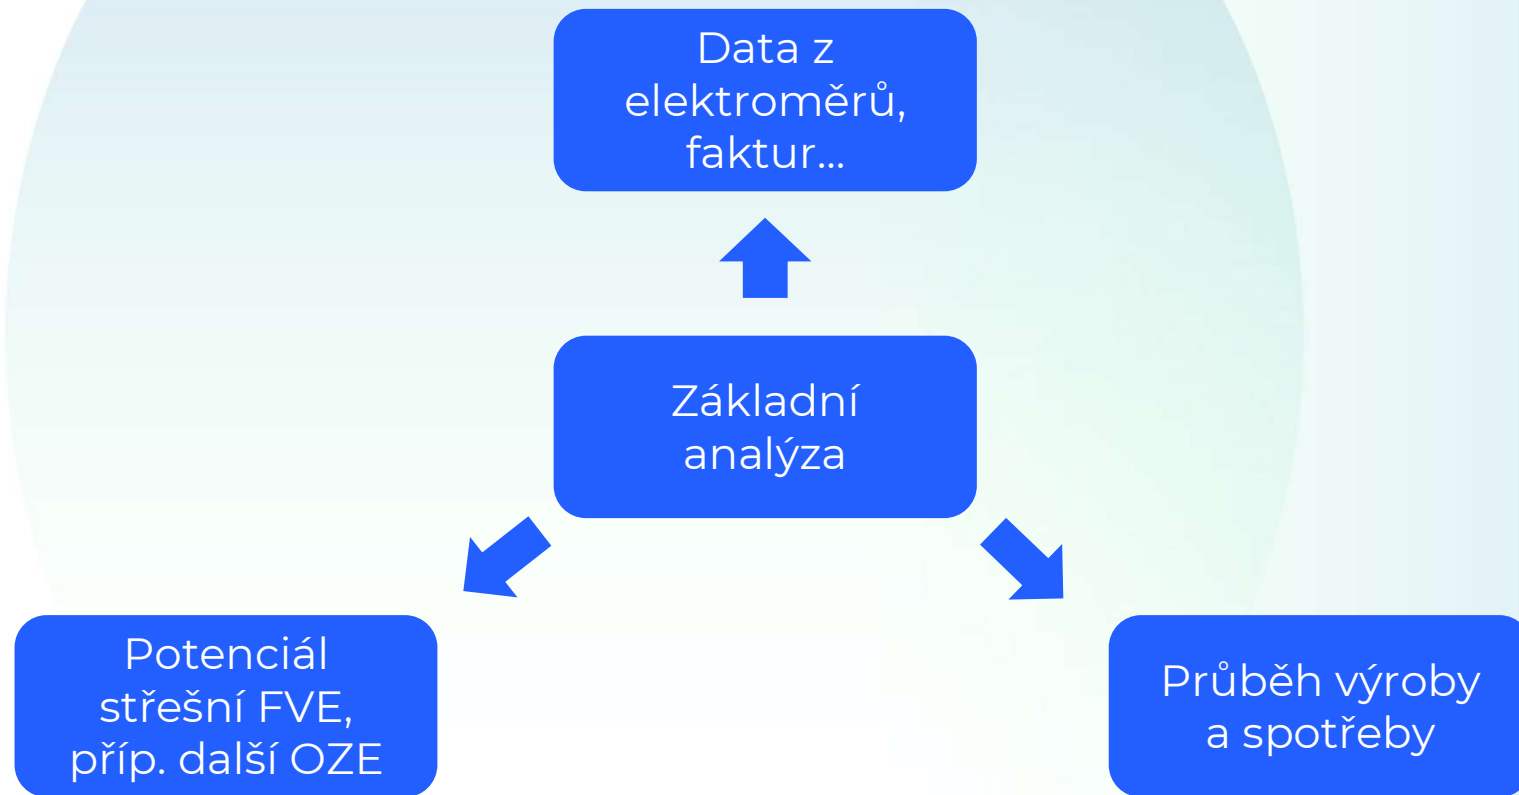 Data z
elektroměrů,
faktur...
Základní
analýza
Potenciál
střešní FVE,
příp. další OZE
Průběh výroby
a spotřeby